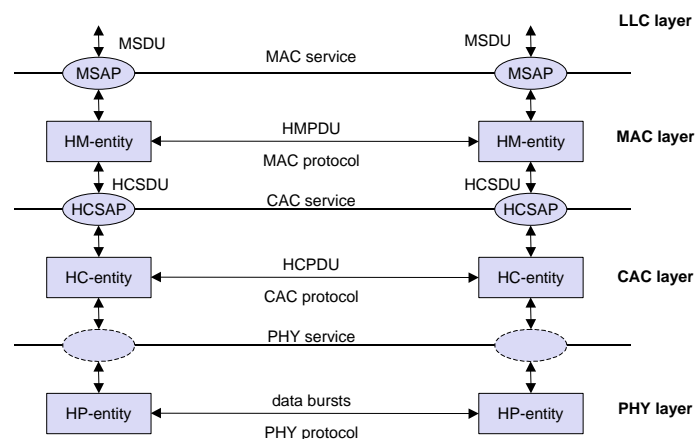 LLC layer
MSDU MSDU
MAC service
MSAP MSAP
HMPDU
HM-entity HM-entity MAC layer
MAC protocol
HCSDU HCSDU
HCSAP CAC service HCSAP
HCPDU
HC-entity HC-entity CAC layer
CAC protocol
PHY service
data bursts
HP-entity HP-entity PHY layer
PHY protocol